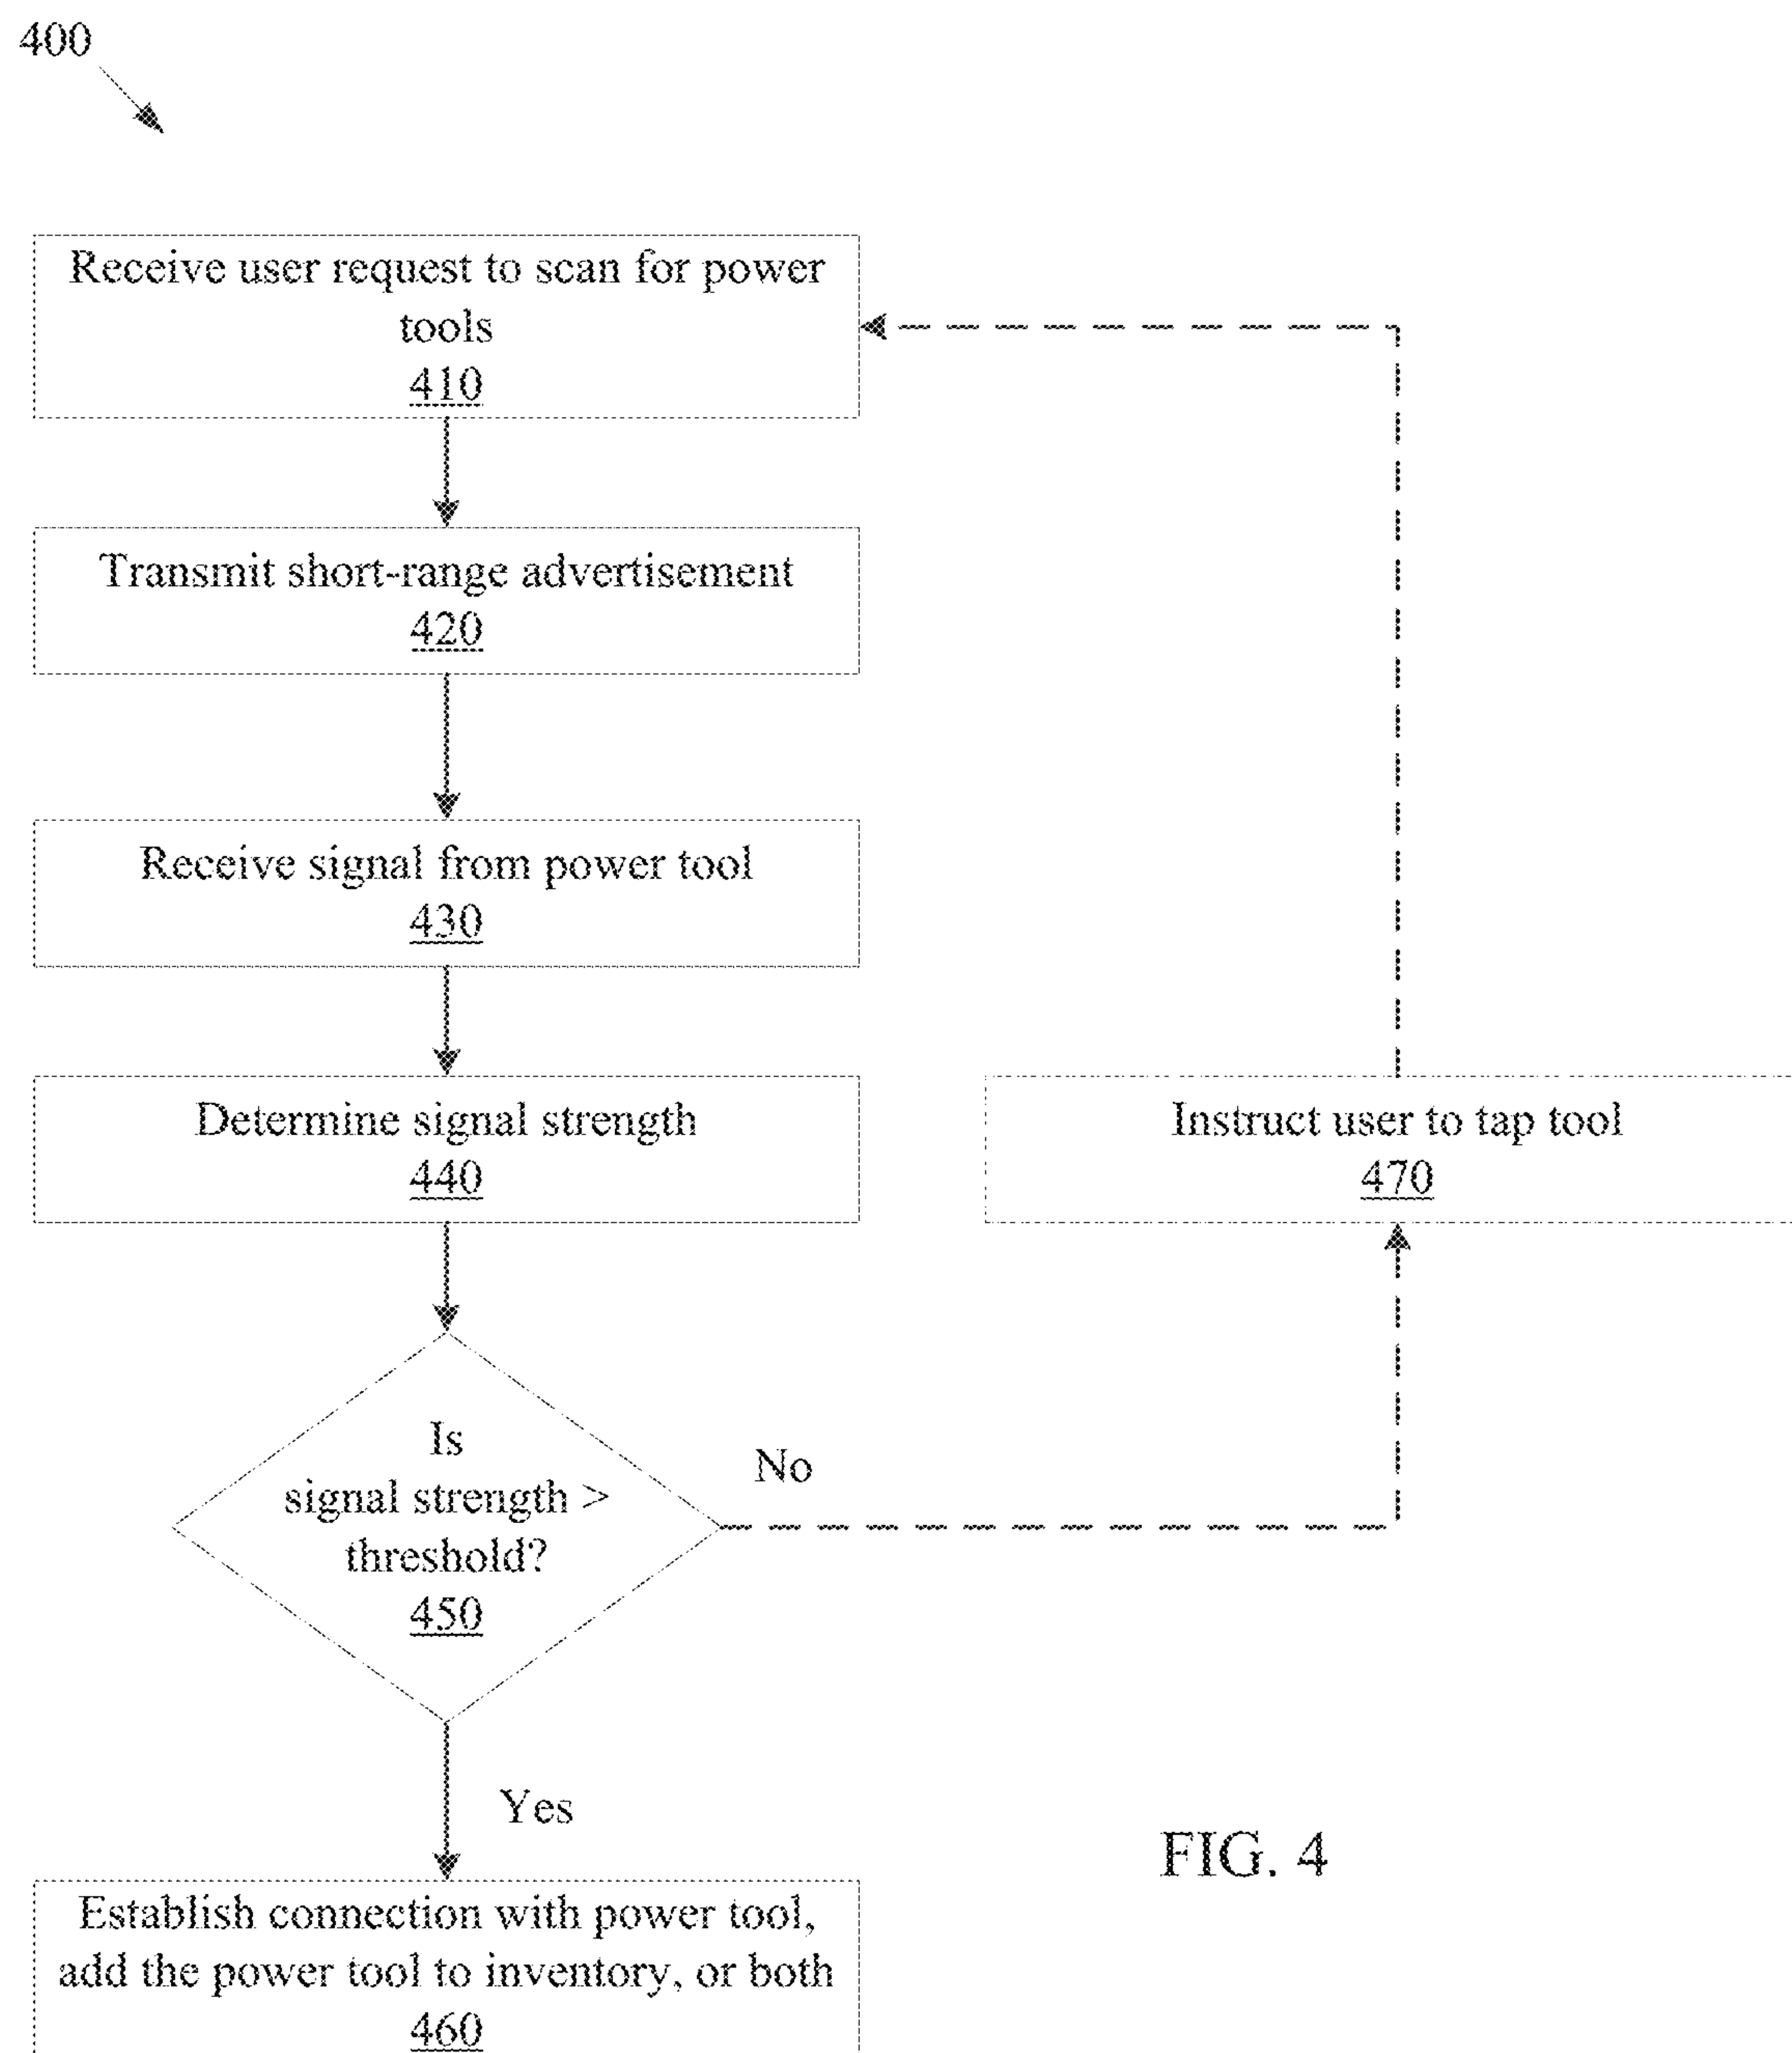 400
Receive user request to scan for power
tools
410
Transmit short-range advertisement
420
Receive signal from power tool
430
Determine signal strength
440
Instruct user to tap tool
470
Is
signal strength >
threshold?
450
No
Yes
Establish connection with power tool,
add the power tool to inventory, or both
460
FIG. 4